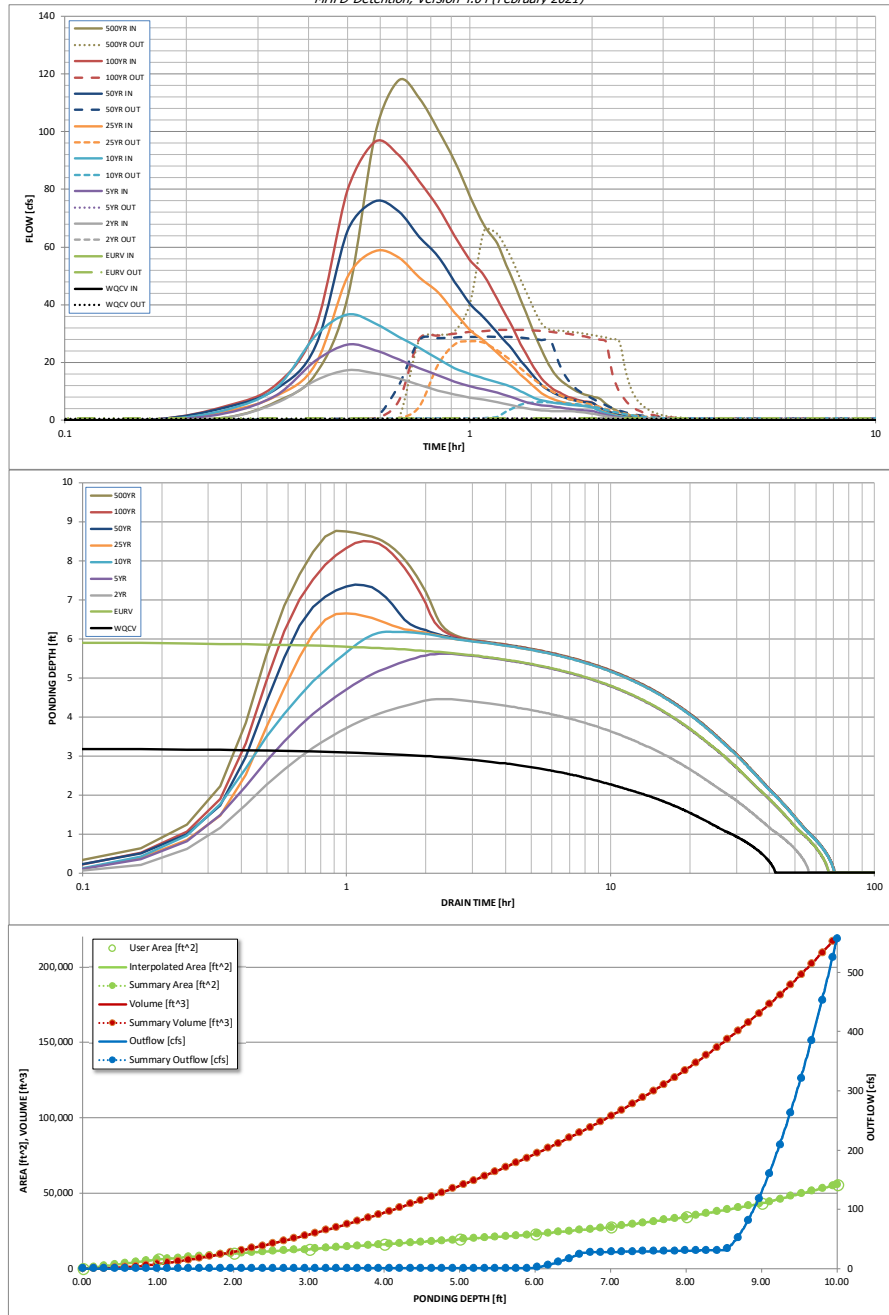 MHFD-Detention, Version 4.04 (February 2021)
140
120
100
80
60
40
20
0
FLOW [cfs]
500YR IN
500YR OUT
100YR IN
100YR OUT
50YR IN
50YR OUT
25YR IN
25YR OUT
10YR IN
10YR OUT
5YR IN
5YR OUT
2YR IN
2YR OUT
EURV IN
EURV OUT
WQCV IN
WQCV OUT
0.1 1 10
TIME [hr]
10
9
8
7
6
5
4
3
2
1
0
PONDING DEPTH [ft]
500YR
100YR
50YR
25YR
10YR
5YR
2YR
EURV
WQCV
0.1 1 10 100
DRAIN TIME [hr]
User Area [ft^2]
Interpolated Area [ft^2]
Summary Area [ft^2]
Volume [ft^3]
Summary Volume [ft^3]
Outflow [cfs]
Summary Outflow [cfs]
200,000
150,000
100,000
50,000
0
AREA [ft^2], VOLUME [ft^3]
500
400
300
200
100
0
OUTFLOW [cfs]
0.00 1.00 2.00 3.00 4.00 5.00 6.00 7.00 8.00 9.00 10.00
PONDING DEPTH [ft]